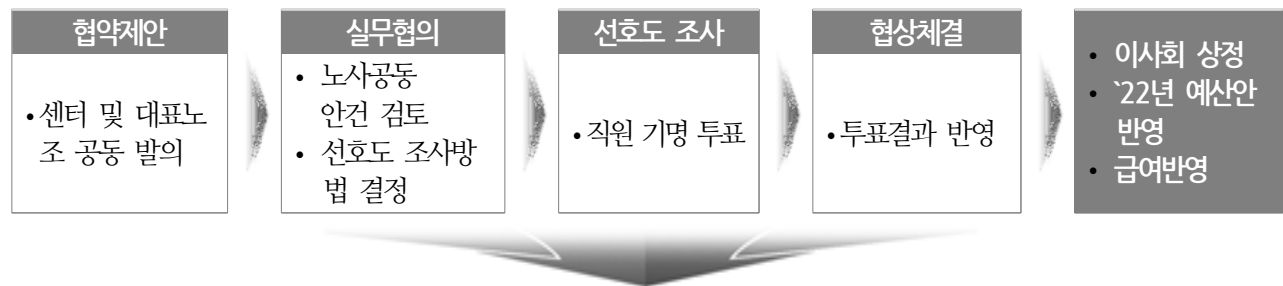 협약제안
• 센터 및 대표노
조 공동 발의
실무협의
• 노사공동
안건 검토
• 선호도 조사방
법 결정
선호도 조사
• 직원 기명 투표
협상체결
• 투표결과 반영
• 이사회 상정
• `22년 예산안
반영
• 급여반영